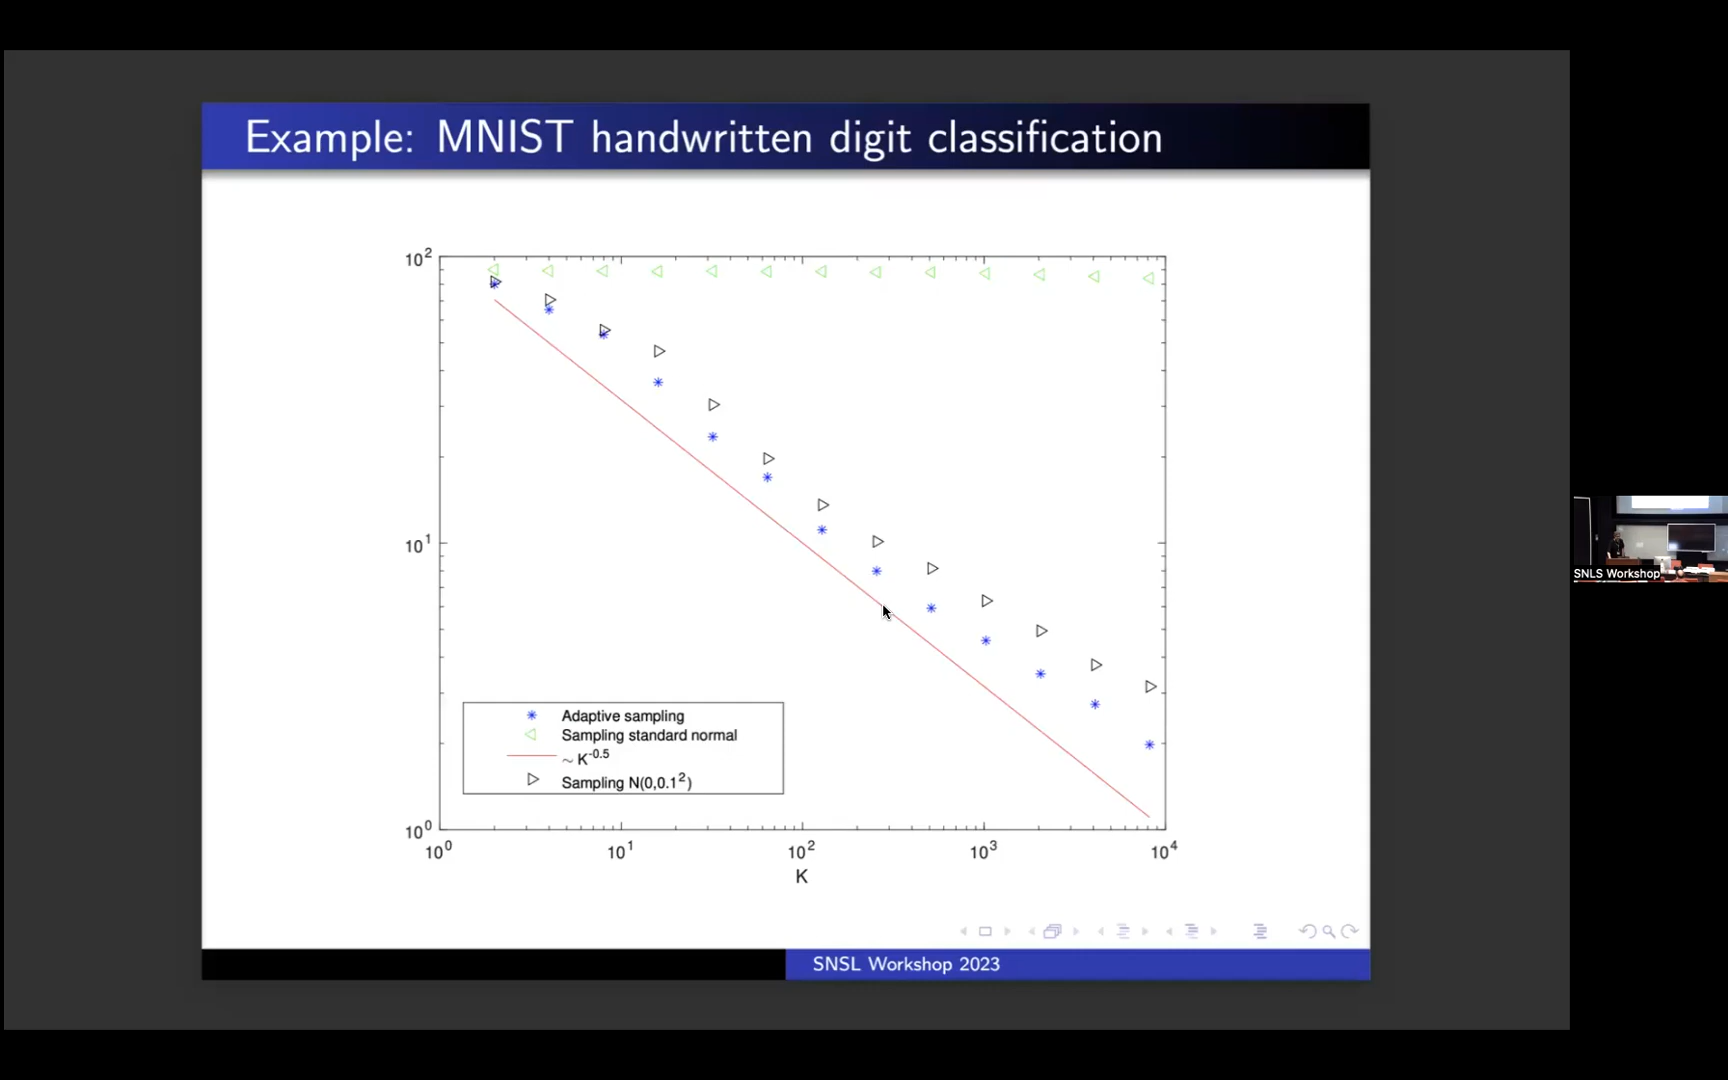 Example: MNIST handwritten digit classification
10²
10¹
10⁰
10⁰ 10¹ 10² 10³ 10⁴
K
Adaptive sampling
Sampling standard normal
~ K⁻⁰·⁵
Sampling N(0,0.1²)
SNSL Workshop 2023
SNLS Workshop